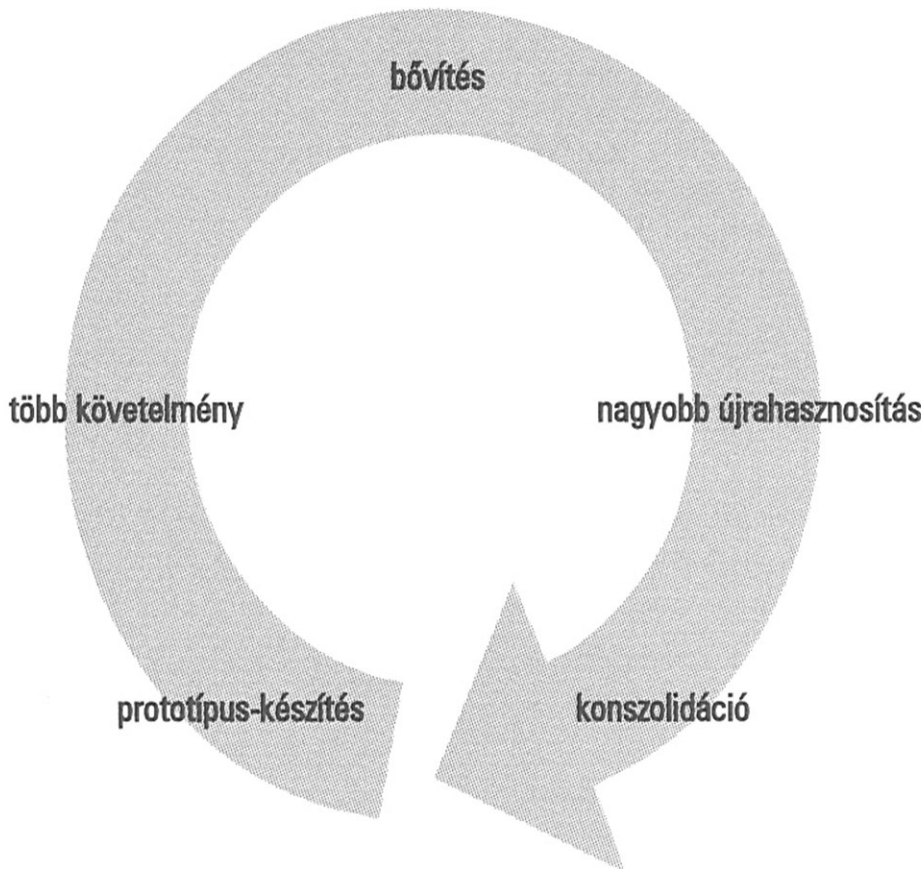 bővítés
több követelmény
nagyobb újrahasznosítás
prototípus-készítés
konszolidáció